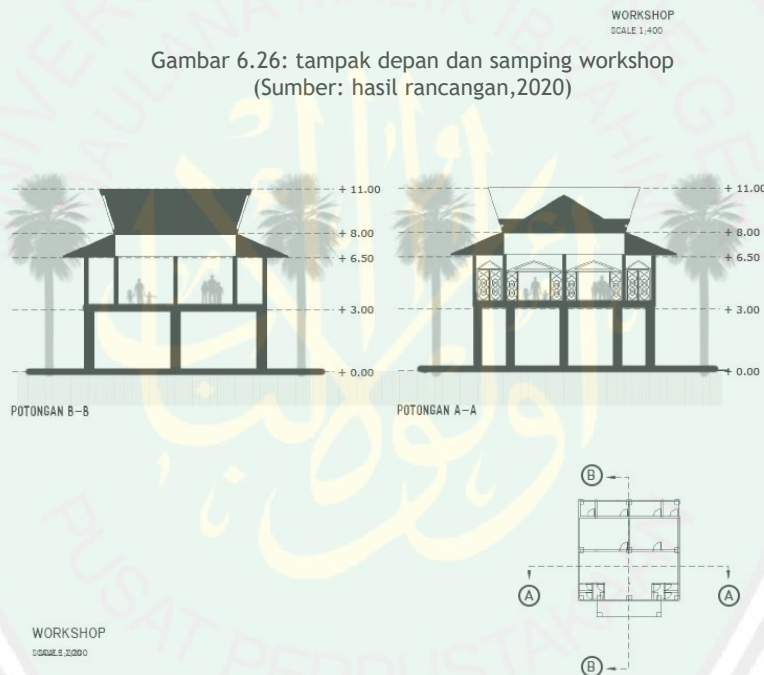 WORKSHOP
SCALE 1;400
Gambar 6.26: tampak depan dan samping workshop
(Sumber: hasil rancangan,2020)
+ 11.00
+ 8.00
+ 6.50
+ 3.00
+ 0.00
POTONGAN B-B
+ 11.00
+ 8.00
+ 6.50
+ 3.00
+ 0.00
POTONGAN A-A
B
A
A
B
WORKSHOP
PUSAT PERPUSTAKAAN